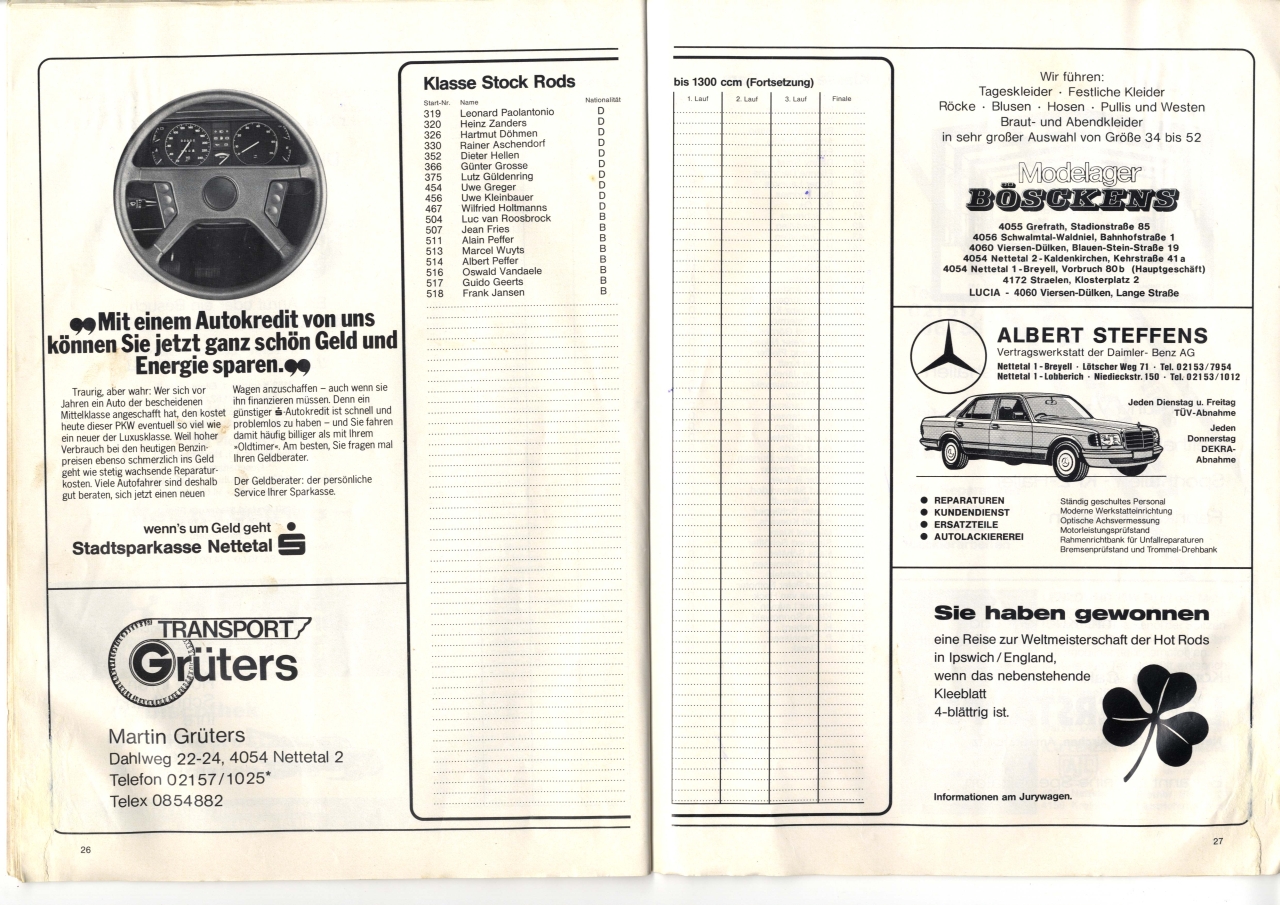 ❟❟Mit einem Autokredit von uns
können Sie jetzt ganz schön Geld und
Energie sparen.❟❟
Traurig, aber wahr: Wer sich vor
Jahren ein Auto der bescheidenen
Mittelklasse angeschafft hat, den kostet
heute dieser PKW eventuell so viel wie
ein neuer der Luxusklasse. Weil hoher
Verbrauch bei den heutigen Benzin-
preisen ebenso schmerzlich ins Geld
geht wie stetig wachsende Reparatur-
kosten. Viele Autofahrer sind deshalb
gut beraten, sich jetzt einen neuen
Wagen anzuschaffen – auch wenn sie
ihn finanzieren müssen. Denn ein
günstiger S-Autokredit ist schnell und
problemlos zu haben – und Sie fahren
damit häufig billiger als mit Ihrem
»Oldtimer«. Am besten, Sie fragen mal
Ihren Geldberater.
Der Geldberater: der persönliche
Service Ihrer Sparkasse.
wenn's um Geld geht
Stadtsparkasse Nettetal
TRANSPORT
Grüters
Martin Grüters
Dahlweg 22-24, 4054 Nettetal 2
Telefon 02157/1025*
Telex 0854882
26
Klasse Stock Rods
Start-Nr. Name Nationalität
319 Leonard Paolantonio D
320 Heinz Zanders D
326 Hartmut Döhmen D
330 Rainer Aschendorf D
352 Dieter Hellen D
366 Günter Grosse D
375 Lutz Güldenring D
454 Uwe Greger D
456 Uwe Kleinbauer D
467 Wilfried Holtmanns D
504 Luc van Roosbrock B
507 Jean Fries B
511 Alain Peffer B
513 Marcel Wuyts B
514 Albert Peffer B
516 Oswald Vandaele B
517 Guido Geerts B
518 Frank Jansen B
bis 1300 ccm (Fortsetzung)
1. Lauf 2. Lauf 3. Lauf Finale
Wir führen:
Tageskleider · Festliche Kleider
Röcke · Blusen · Hosen · Pullis und Westen
Braut- und Abendkleider
in sehr großer Auswahl von Größe 34 bis 52
Modelager
BÖSCKENS
4055 Grefrath, Stadionstraße 85
4056 Schwalmtal-Waldniel, Bahnhofstraße 1
4060 Viersen-Dülken, Blauen-Stein-Straße 19
4054 Nettetal 2-Kaldenkirchen, Kehrstraße 41a
4054 Nettetal 1-Breyell, Vorbruch 80b (Hauptgeschäft)
4172 Straelen, Klosterplatz 2
LUCIA - 4060 Viersen-Dülken, Lange Straße
ALBERT STEFFENS
Vertragswerkstatt der Daimler- Benz AG
Nettetal 1-Breyell · Lötscher Weg 71 · Tel. 02153/7954
Nettetal 1-Lobberich · Niedieckstr. 150 · Tel. 02153/1012
Jeden Dienstag u. Freitag
TÜV-Abnahme
Jeden
Donnerstag
DEKRA-
Abnahme
● REPARATUREN
● KUNDENDIENST
● ERSATZTEILE
● AUTOLACKIEREREI
Ständig geschultes Personal
Moderne Werkstatteinrichtung
Optische Achsvermessung
Motorleistungsprüfstand
Rahmenrichtbank für Unfallreparaturen
Bremsenprüfstand und Trommel-Drehbank
Sie haben gewonnen
eine Reise zur Weltmeisterschaft der Hot Rods
in Ipswich/England,
wenn das nebenstehende
Kleeblatt
4-blättrig ist.
Informationen am Jurywagen.
27